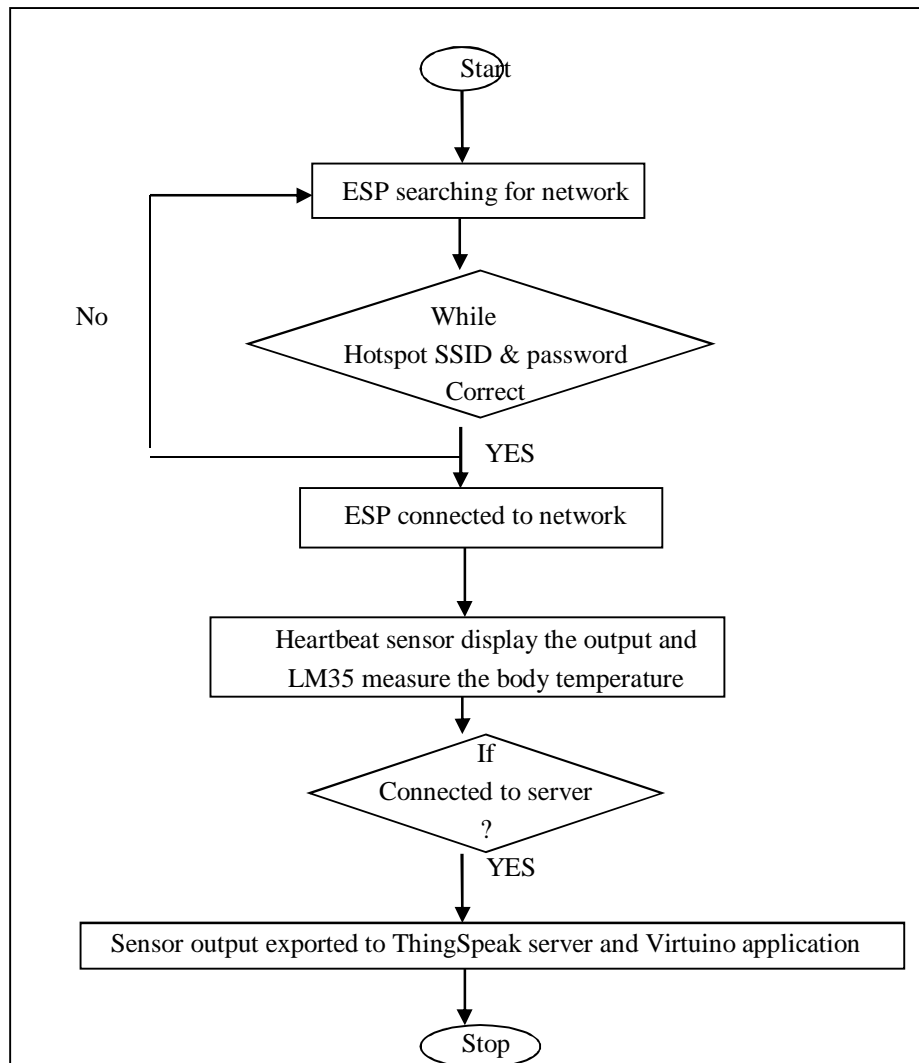 Start
ESP searching for network
No
While
Hotspot SSID & password
Correct
YES
ESP connected to network
Heartbeat sensor display the output and
LM35 measure the body temperature
If
Connected to server
?
YES
Sensor output exported to ThingSpeak server and Virtuino application
Stop